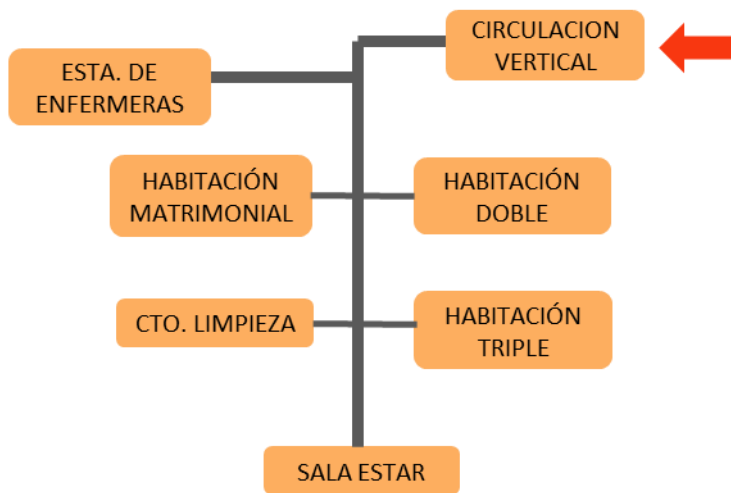 CIRCULACION
VERTICAL
ESTA. DE
ENFERMERAS
HABITACIÓN
MATRIMONIAL
HABITACIÓN
DOBLE
CTO. LIMPIEZA
HABITACIÓN
TRIPLE
SALA ESTAR